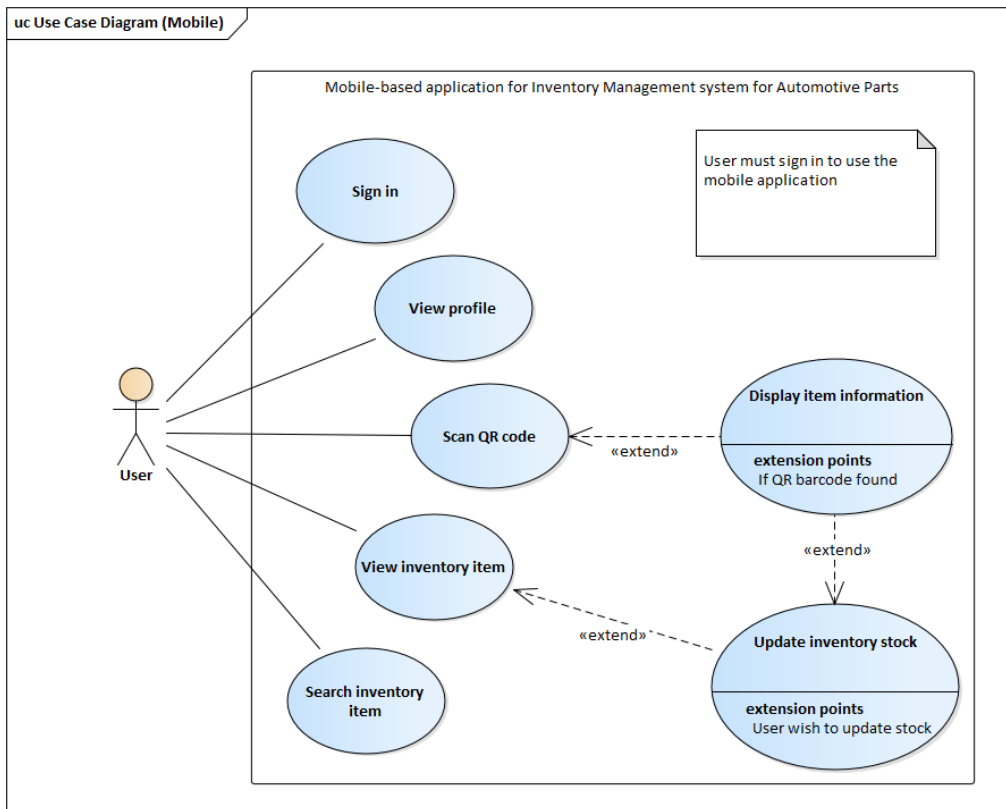 uc Use Case Diagram (Mobile)
Mobile-based application for Inventory Management system for Automotive Parts
User must sign in to use the
mobile application
Sign in
View profile
Display item information
Scan QR code
«extend»
extension points
If QR barcode found
User
«extend»
View inventory item
«extend»
Update inventory stock
Search inventory
item
extension points
User wish to update stock